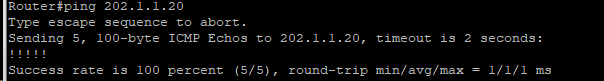 Router#ping 202.1.1.20
Type escape sequence to abort.
Sending 5, 100-byte ICMP Echos to 202.1.1.20, timeout is 2 seconds:
!!!!!
Success rate is 100 percent (5/5), round-trip min/avg/max = 1/1/1 ms